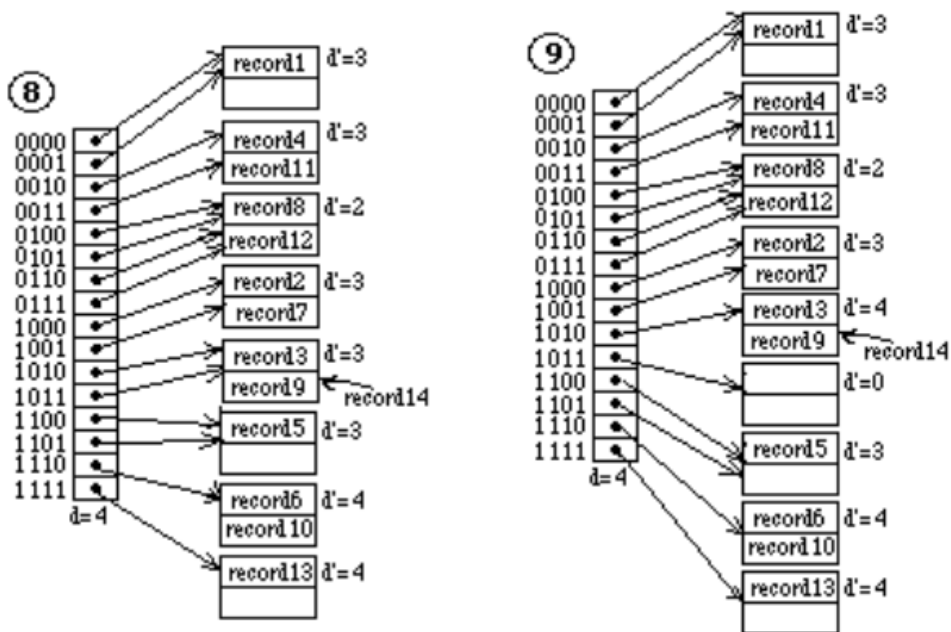 8
record1 d'=3
0000
0001
0010
0011
0100
0101
0110
0111
1000
1001
1010
1011
1100
1101
1110
1111
d=4
record4 d'=3
record11
record8 d'=2
record12
record2 d'=3
record7
record3 d'=3
record9
record14
record5 d'=3
record6 d'=4
record10
record13 d'=4
9
record1 d'=3
0000
0001
0010
0011
0100
0101
0110
0111
1000
1001
1010
1011
1100
1101
1110
1111
d=4
record4 d'=3
record11
record8 d'=2
record12
record2 d'=3
record7
record3 d'=4
record9
record14
d'=0
record5 d'=3
record6 d'=4
record10
record13 d'=4